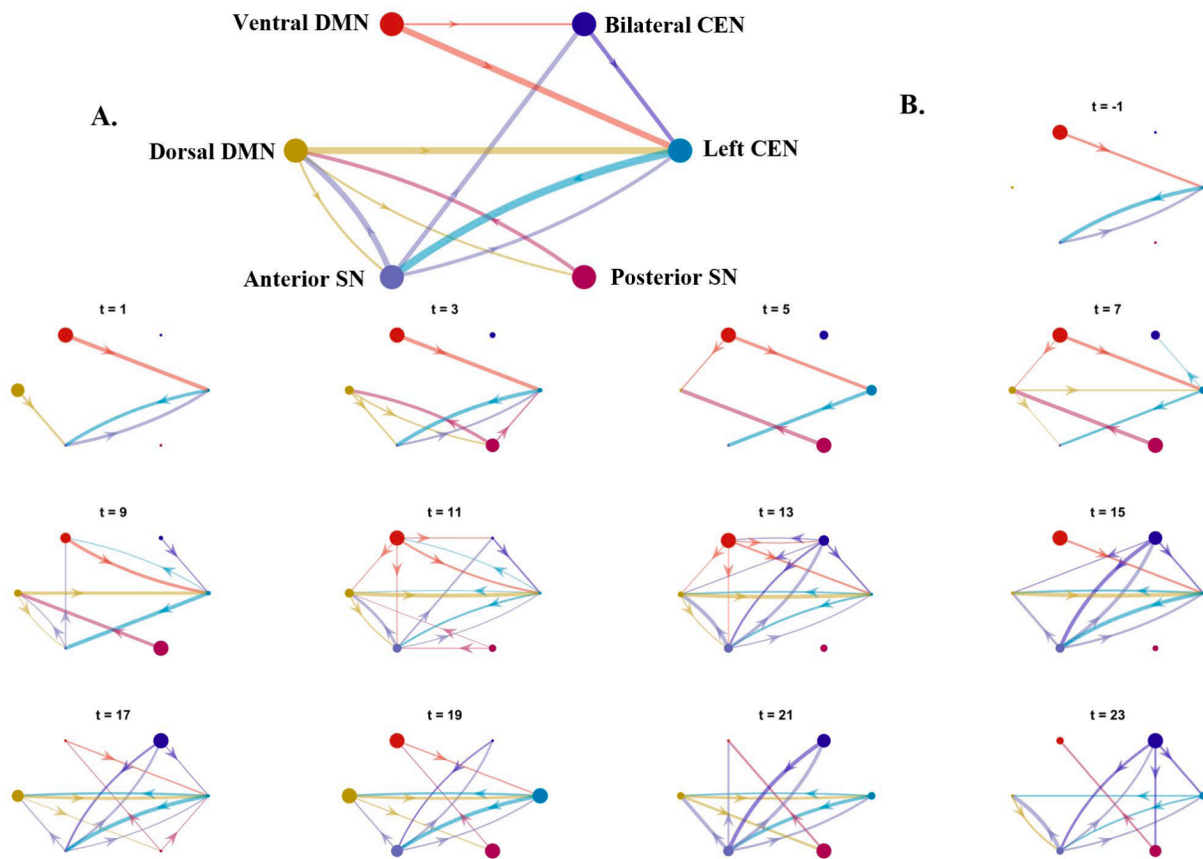 Ventral DMN
Bilateral CEN
A.
B.
t = -1
Dorsal DMN
Left CEN
Anterior SN
Posterior SN
t = 1
t = 3
t = 5
t = 7
t = 9
t = 11
t = 13
t = 15
t = 17
t = 19
t = 21
t = 23